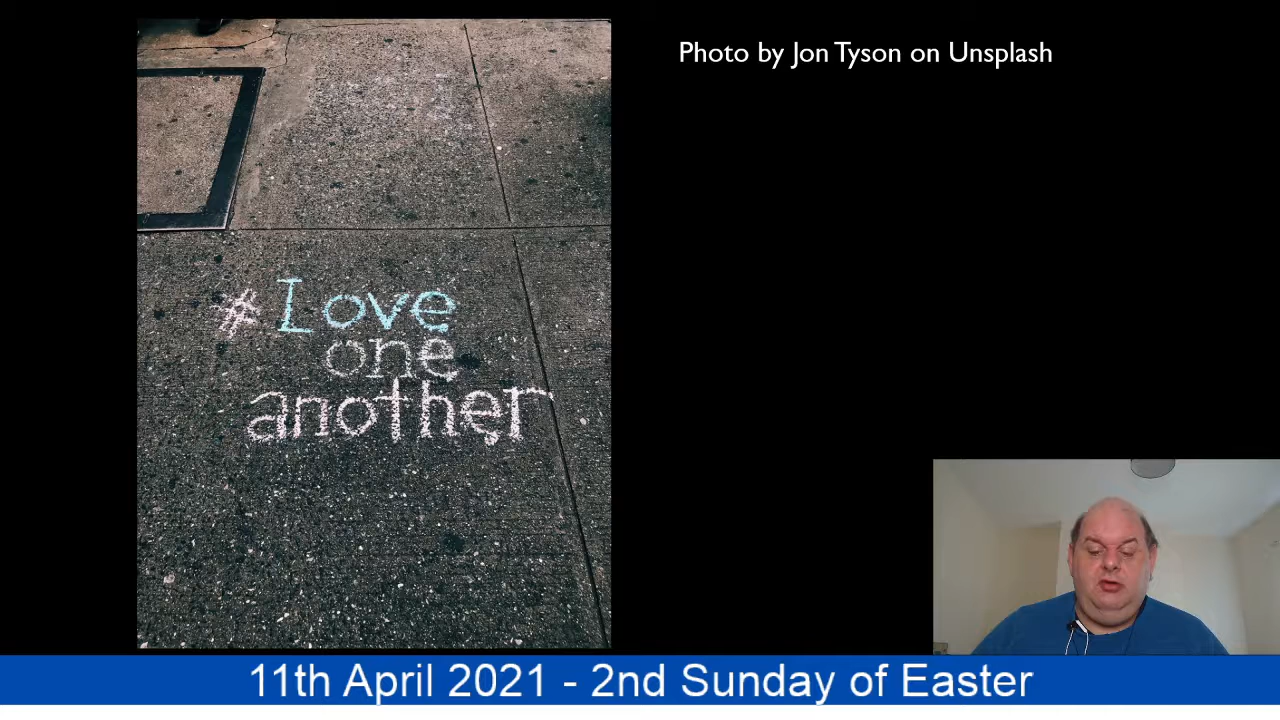 Photo by Jon Tyson on Unsplash
#Love
one
another
11th April 2021 - 2nd Sunday of Easter